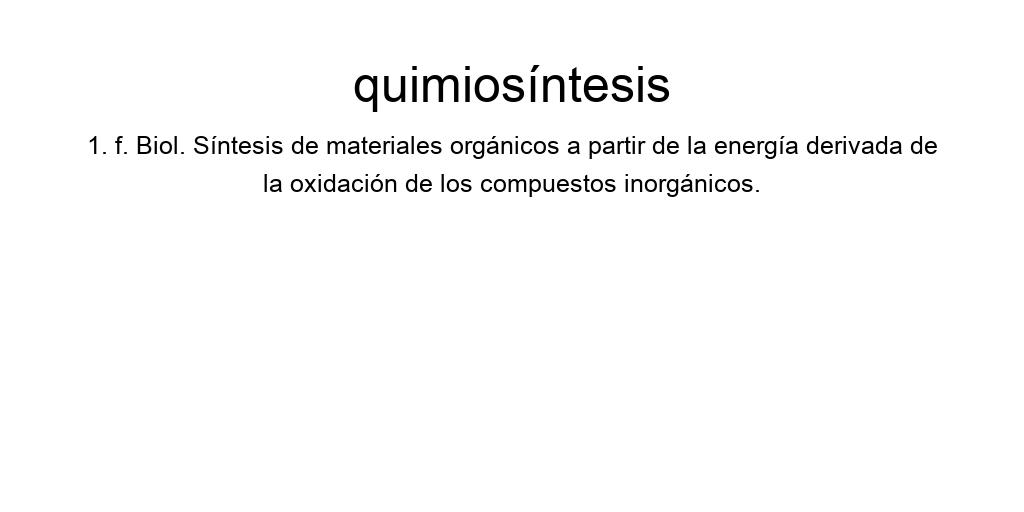 quimiosíntesis
1. f. Biol. Síntesis de materiales orgánicos a partir de la energía derivada de
la oxidación de los compuestos inorgánicos.